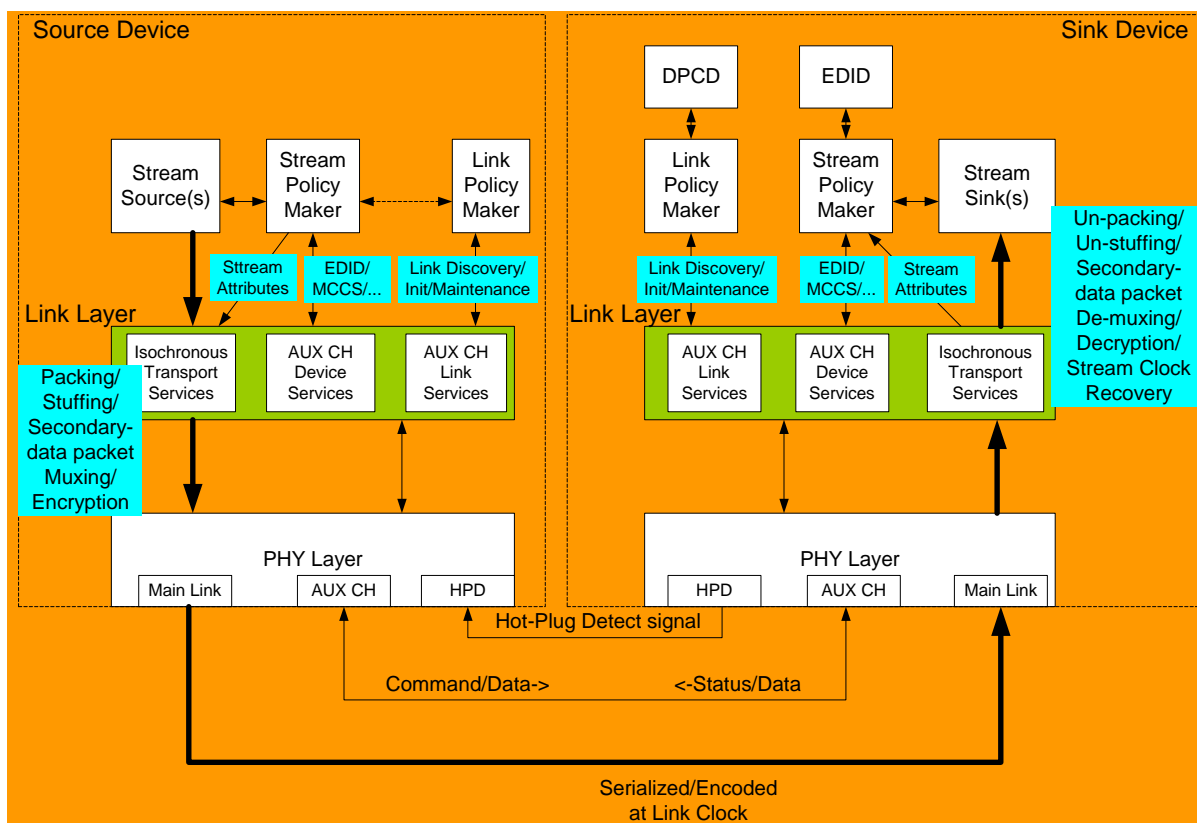 Source Device
Sink Device
DPCD
EDID
Stream
Source(s)
Stream
Policy
Maker
Link
Policy
Maker
Link
Policy
Maker
Stream
Policy
Maker
Stream
Sink(s)
Sttream
Attributes
EDID/
MCCS/...
Link Discovery/
Init/Maintenance
Link Discovery/
Init/Maintenance
EDID/
MCCS/...
Stream
Attributes
Un-packing/
Un-stuffing/
Secondary-
data packet
De-muxing/
Decryption/
Stream Clock
Recovery
Link Layer
Link Layer
Isochronous
Transport
Services
AUX CH
Device
Services
AUX CH
Link
Services
AUX CH
Link
Services
AUX CH
Device
Services
Isochronous
Transport
Services
Packing/
Stuffing/
Secondary-
data packet
Muxing/
Encryption
PHY Layer
Main Link
AUX CH
HPD
PHY Layer
HPD
AUX CH
Main Link
Hot-Plug Detect signal
Command/Data->
<-Status/Data
Serialized/Encoded
at Link Clock